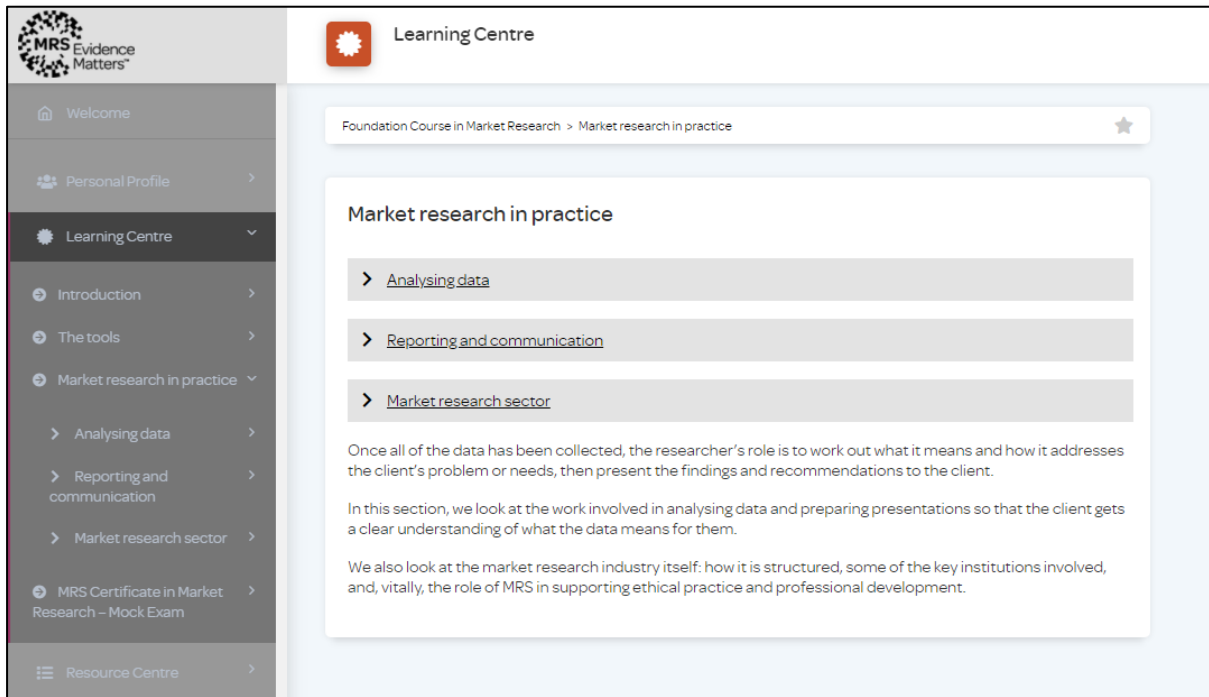 MRS Evidence
Matters™
Welcome
Personal Profile
Learning Centre
Introduction
The tools
Market research in practice
Analysing data
Reporting and
communication
Market research sector
MRS Certificate in Market
Research – Mock Exam
Resource Centre
Learning Centre
Foundation Course in Market Research > Market research in practice
Market research in practice
Analysing data
Reporting and communication
Market research sector
Once all of the data has been collected, the researcher's role is to work out what it means and how it addresses
the client's problem or needs, then present the findings and recommendations to the client.
In this section, we look at the work involved in analysing data and preparing presentations so that the client gets
a clear understanding of what the data means for them.
We also look at the market research industry itself: how it is structured, some of the key institutions involved,
and, vitally, the role of MRS in supporting ethical practice and professional development.